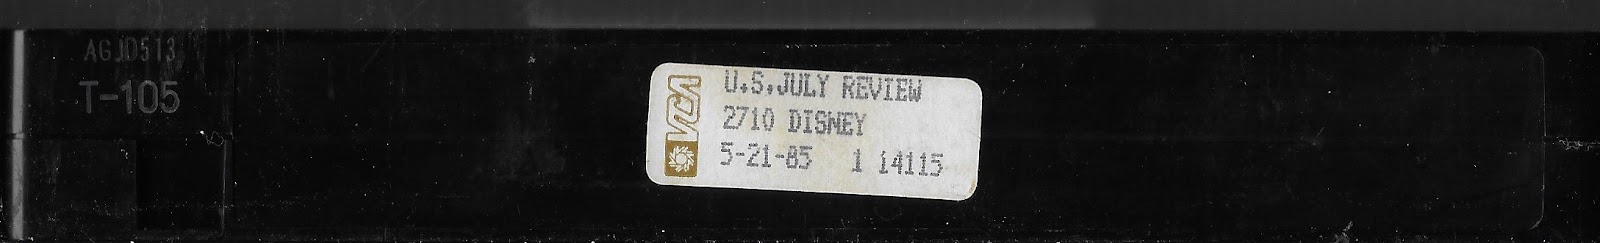 AGJD513
T-105
VCA
U.S.JULY REVIEW
2710 DISNEY
5-21-85 1 14115